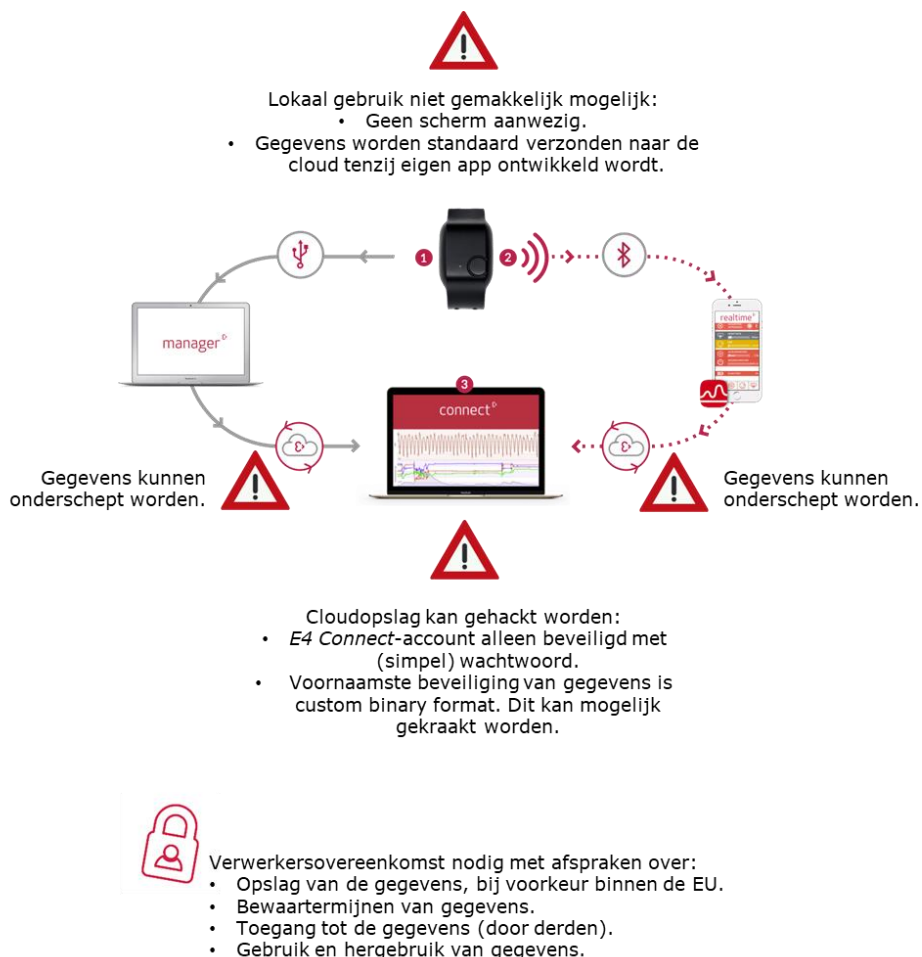 Lokaal gebruik niet gemakkelijk mogelijk:
• Geen scherm aanwezig.
• Gegevens worden standaard verzonden naar de
cloud tenzij eigen app ontwikkeld wordt.
1
2
manager
realtime
3
connect
Gegevens kunnen
onderschept worden.
Gegevens kunnen
onderschept worden.
Cloudopslag kan gehackt worden:
• E4 Connect-account alleen beveiligd met
(simpel) wachtwoord.
• Voornaamste beveiliging van gegevens is
custom binary format. Dit kan mogelijk
gekraakt worden.
Verwerkersovereenkomst nodig met afspraken over:
• Opslag van de gegevens, bij voorkeur binnen de EU.
• Bewaartermijnen van gegevens.
• Toegang tot de gegevens (door derden).
• Gebruik en hergebruik van gegevens.